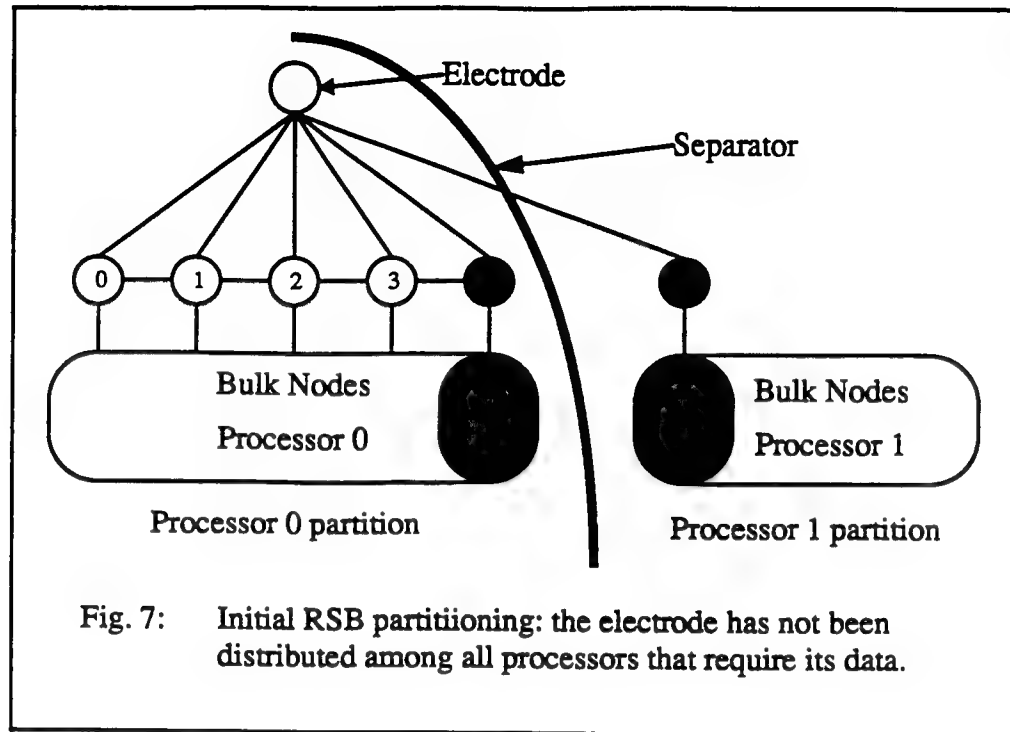 Electrode
Separator
0 1 2 3
Bulk Nodes
Processor 0
Bulk Nodes
Processor 1
Processor 0 partition
Processor 1 partition
Fig. 7: Initial RSB partitiioning: the electrode has not been
distributed among all processors that require its data.